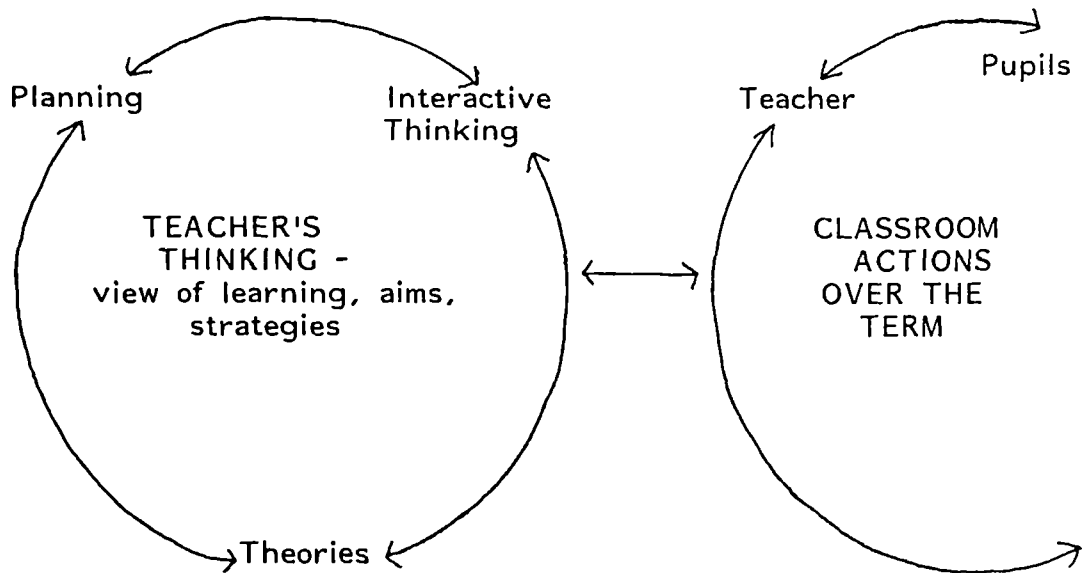 Planning
Interactive
Thinking
TEACHER'S
THINKING -
view of learning, aims,
strategies
Theories
Teacher
Pupils
CLASSROOM
ACTIONS
OVER THE
TERM